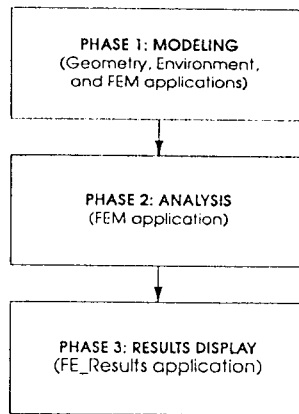 PHASE 1: MODELING
(Geometry, Environment,
and FEM applications)
PHASE 2: ANALYSIS
(FEM application)
PHASE 3: RESULTS DISPLAY
(FE_Results application)